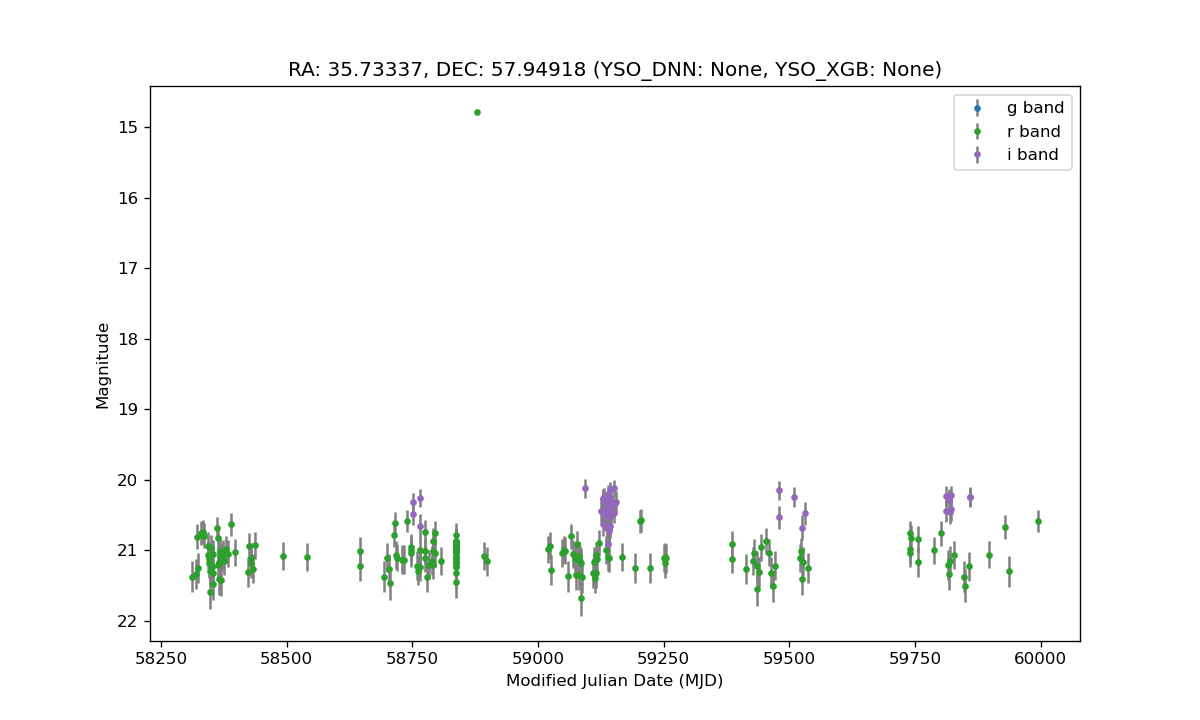 RA: 35.73337, DEC: 57.94918 (YSO_DNN: None, YSO_XGB: None)
g band
r band
i band
15
16
17
18
19
20
21
22
Magnitude
58250 58500 58750 59000 59250 59500 59750 60000
Modified Julian Date (MJD)